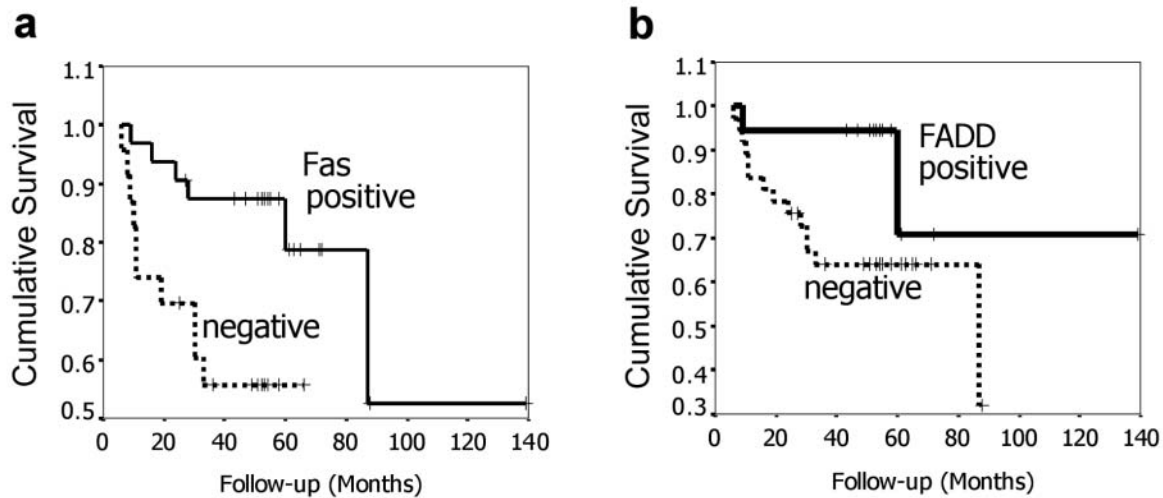 a
Cumulative Survival
1.1
1.0
0.9
0.8
0.7
0.6
0.5
Fas
positive
negative
0 20 40 60 80 100 120 140
Follow-up (Months)
b
Cumulative Survival
1.1
1.0
0.9
0.8
0.7
0.6
0.5
0.4
0.3
FADD
positive
negative
0 20 40 60 80 100 120 140
Follow-up (Months)